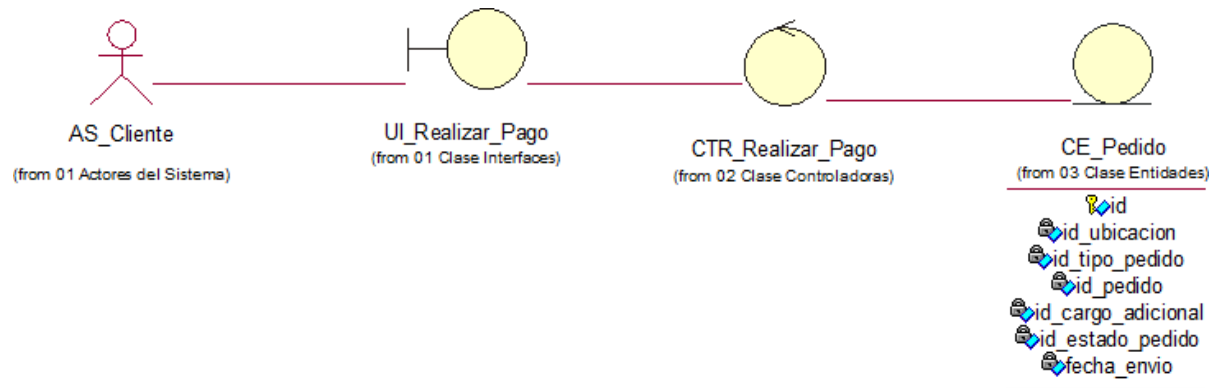 AS_Cliente
(from 01 Actores del Sistema)
UI_Realizar_Pago
(from 01 Clase Interfaces)
CTR_Realizar_Pago
(from 02 Clase Controladoras)
CE_Pedido
(from 03 Clase Entidades)
id
id_ubicacion
id_tipo_pedido
id_pedido
id_cargo_adicional
id_estado_pedido
fecha_envio